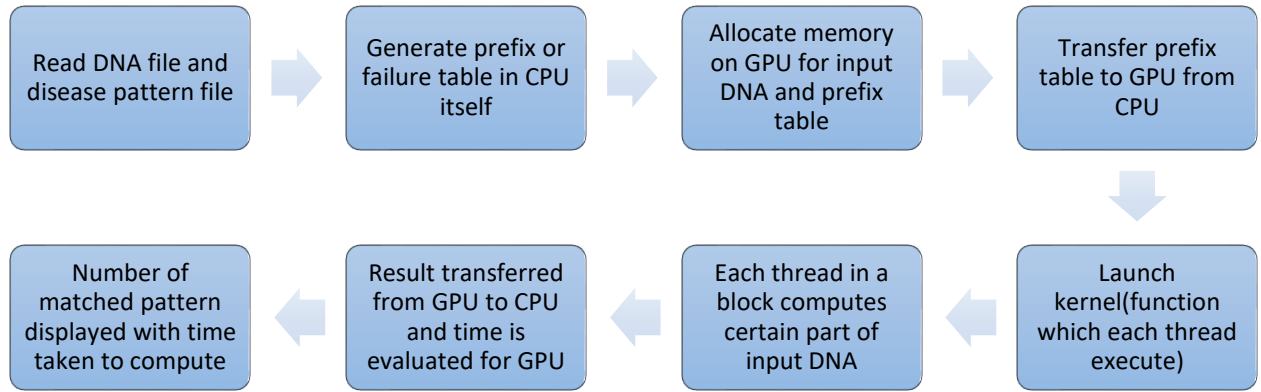 Read DNA file and
disease pattern file
Generate prefix or
failure table in CPU
itself
Allocate memory
on GPU for input
DNA and prefix
table
Transfer prefix
table to GPU from
CPU
Launch
kernel(function
which each thread
execute)
Each thread in a
block computes
certain part of
input DNA
Result transferred
from GPU to CPU
and time is
evaluated for GPU
Number of
matched pattern
displayed with time
taken to compute